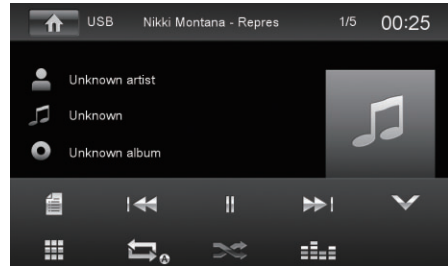 USB Nikki Montana - Repres 1/5 00:25
Unknown artist
Unknown
Unknown album
A